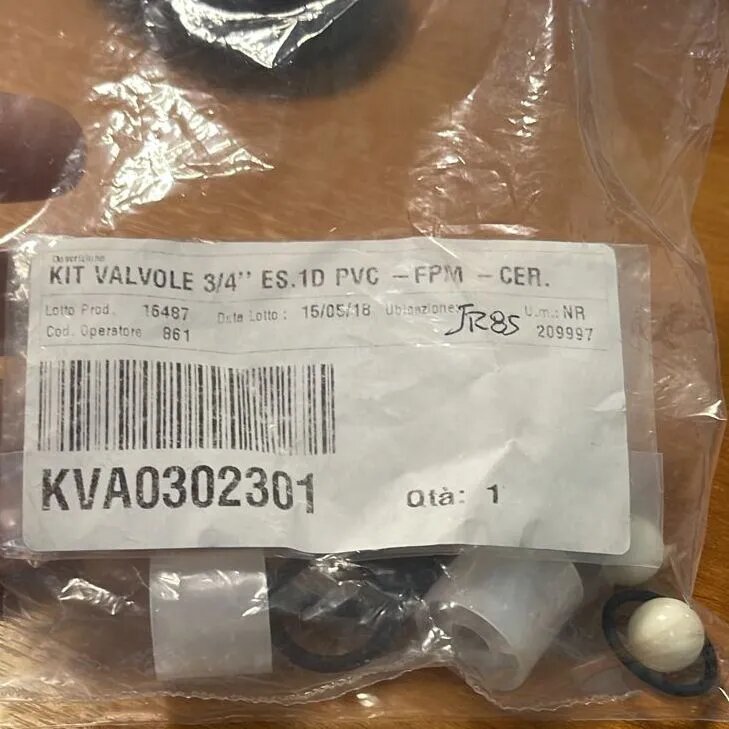 Descrizione
KIT VALVOLE 3/4'' ES.1D PVC -FPM -CER.
Lotto Prod. 16487 Data Lotto: 15/05/18 Ubicazione: JR85 U.m.: NR
Cod. Operatore 861 209997
KVA0302301 Qtà: 1